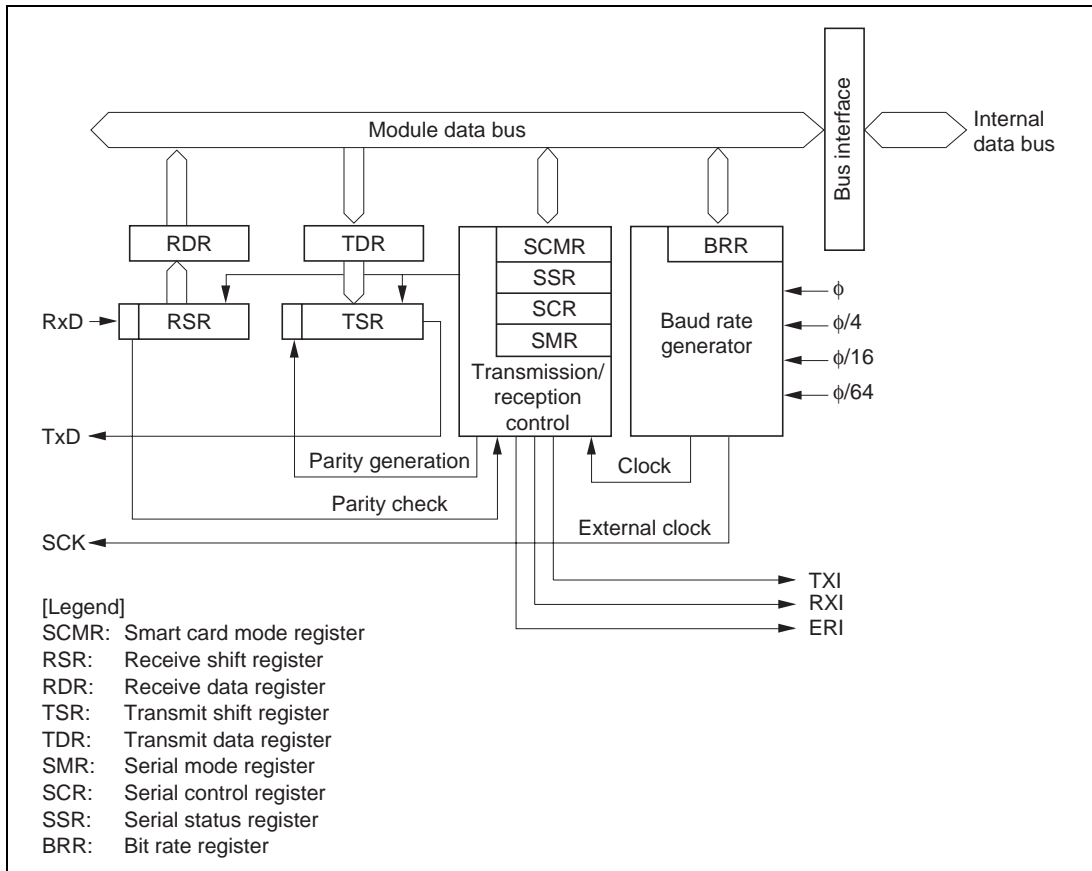 Module data bus
Bus interface
Internal
data bus
RDR
TDR
SCMR
SSR
SCR
SMR
Transmission/
reception
control
BRR
Baud rate
generator
ϕ
ϕ/4
ϕ/16
ϕ/64
RxD
RSR
TSR
TxD
Parity generation
Clock
Parity check
External clock
SCK
TXI
RXI
ERI
[Legend]
SCMR: Smart card mode register
RSR: Receive shift register
RDR: Receive data register
TSR: Transmit shift register
TDR: Transmit data register
SMR: Serial mode register
SCR: Serial control register
SSR: Serial status register
BRR: Bit rate register